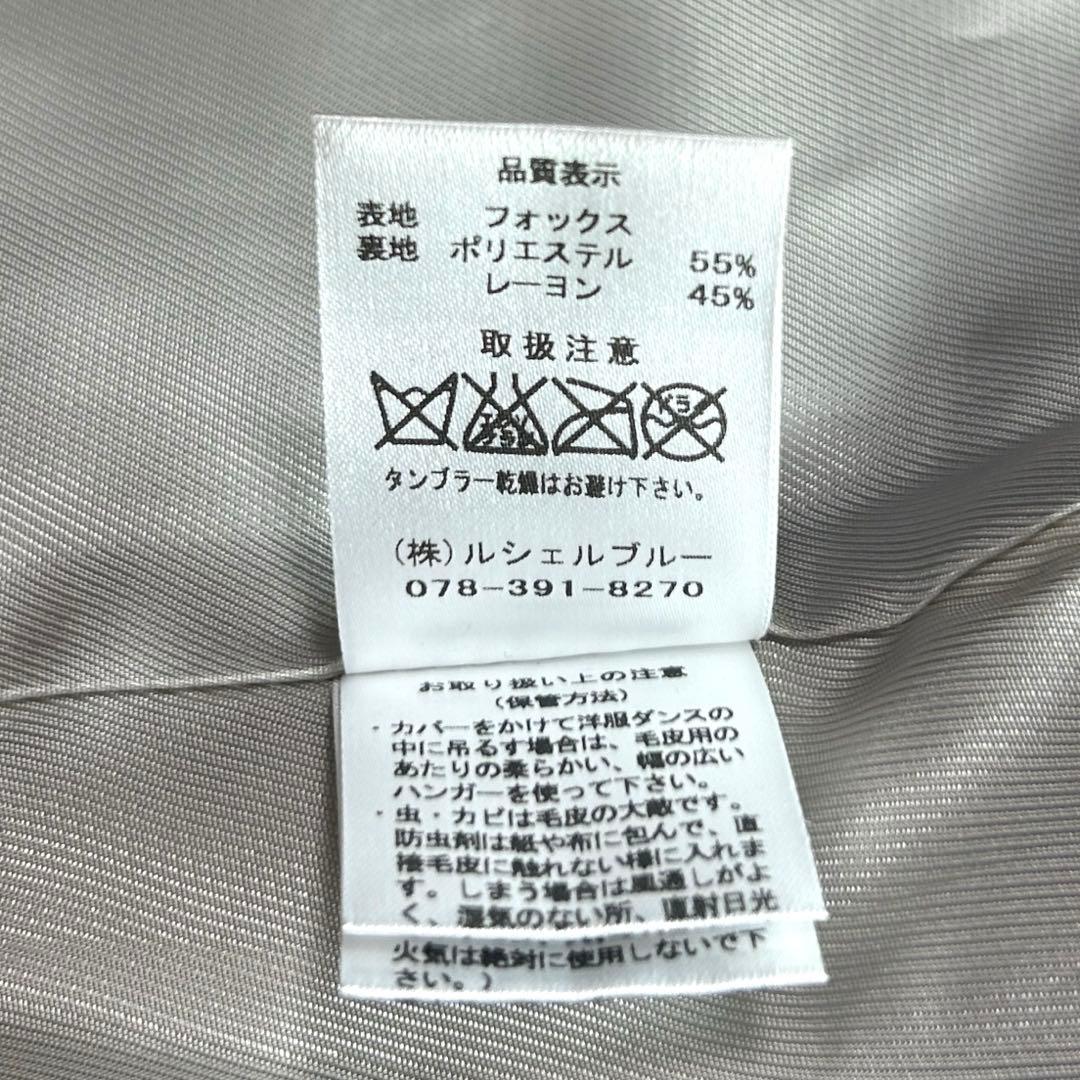 品質表示
表地 フォックス
裏地 ポリエステル 55%
レーヨン 45%
取扱注意
タンブラー乾燥はお避け下さい。
(株)ルシェルブルー
078-391-8270
お取り扱い上の注意
(保管方法)
・カバーをかけて洋服ダンスの
中に吊るす場合は、毛皮用の
あたりの柔らかい、幅の広い
ハンガーを使って下さい。
・虫・カビは毛皮の大敵です。
防虫剤は紙や布に包んで、直
接毛皮に触れない様に入れま
す。しまう場合は風通しがよ
く、湿気のない所、直射日光
火気は絶対に使用しないで下
さい。)